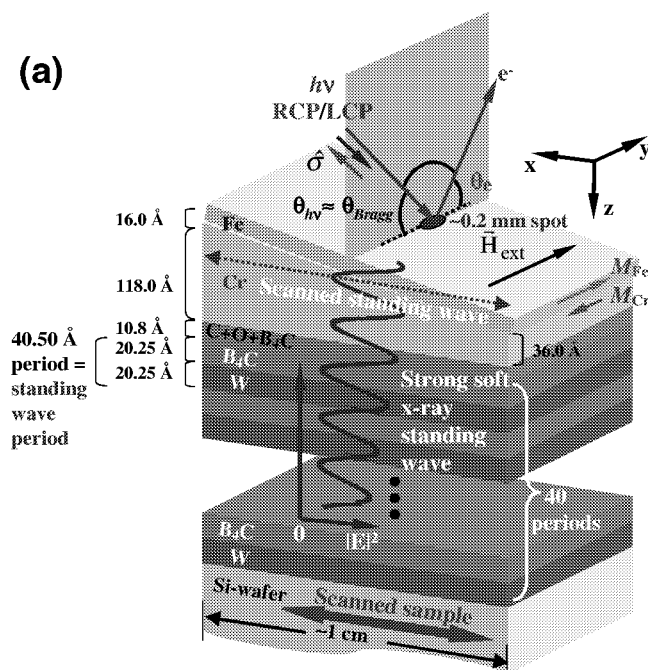 (a)
hν
RCP/LCP
e-
σ̂
θe
x
y
z
θhν ≈ θBragg
~0.2 mm spot
H⃗ext
16.0 Å
Fe
MFe
MCr
118.0 Å
Cr
Scanned standing wave
10.8 Å
C+O+B4C
36.0 Å
40.50 Å
period =
standing
wave
period
20.25 Å
B4C
20.25 Å
W
Strong soft
x-ray
standing
wave
40
periods
0
|E|²
B4C
W
Si-wafer
Scanned sample
~1 cm